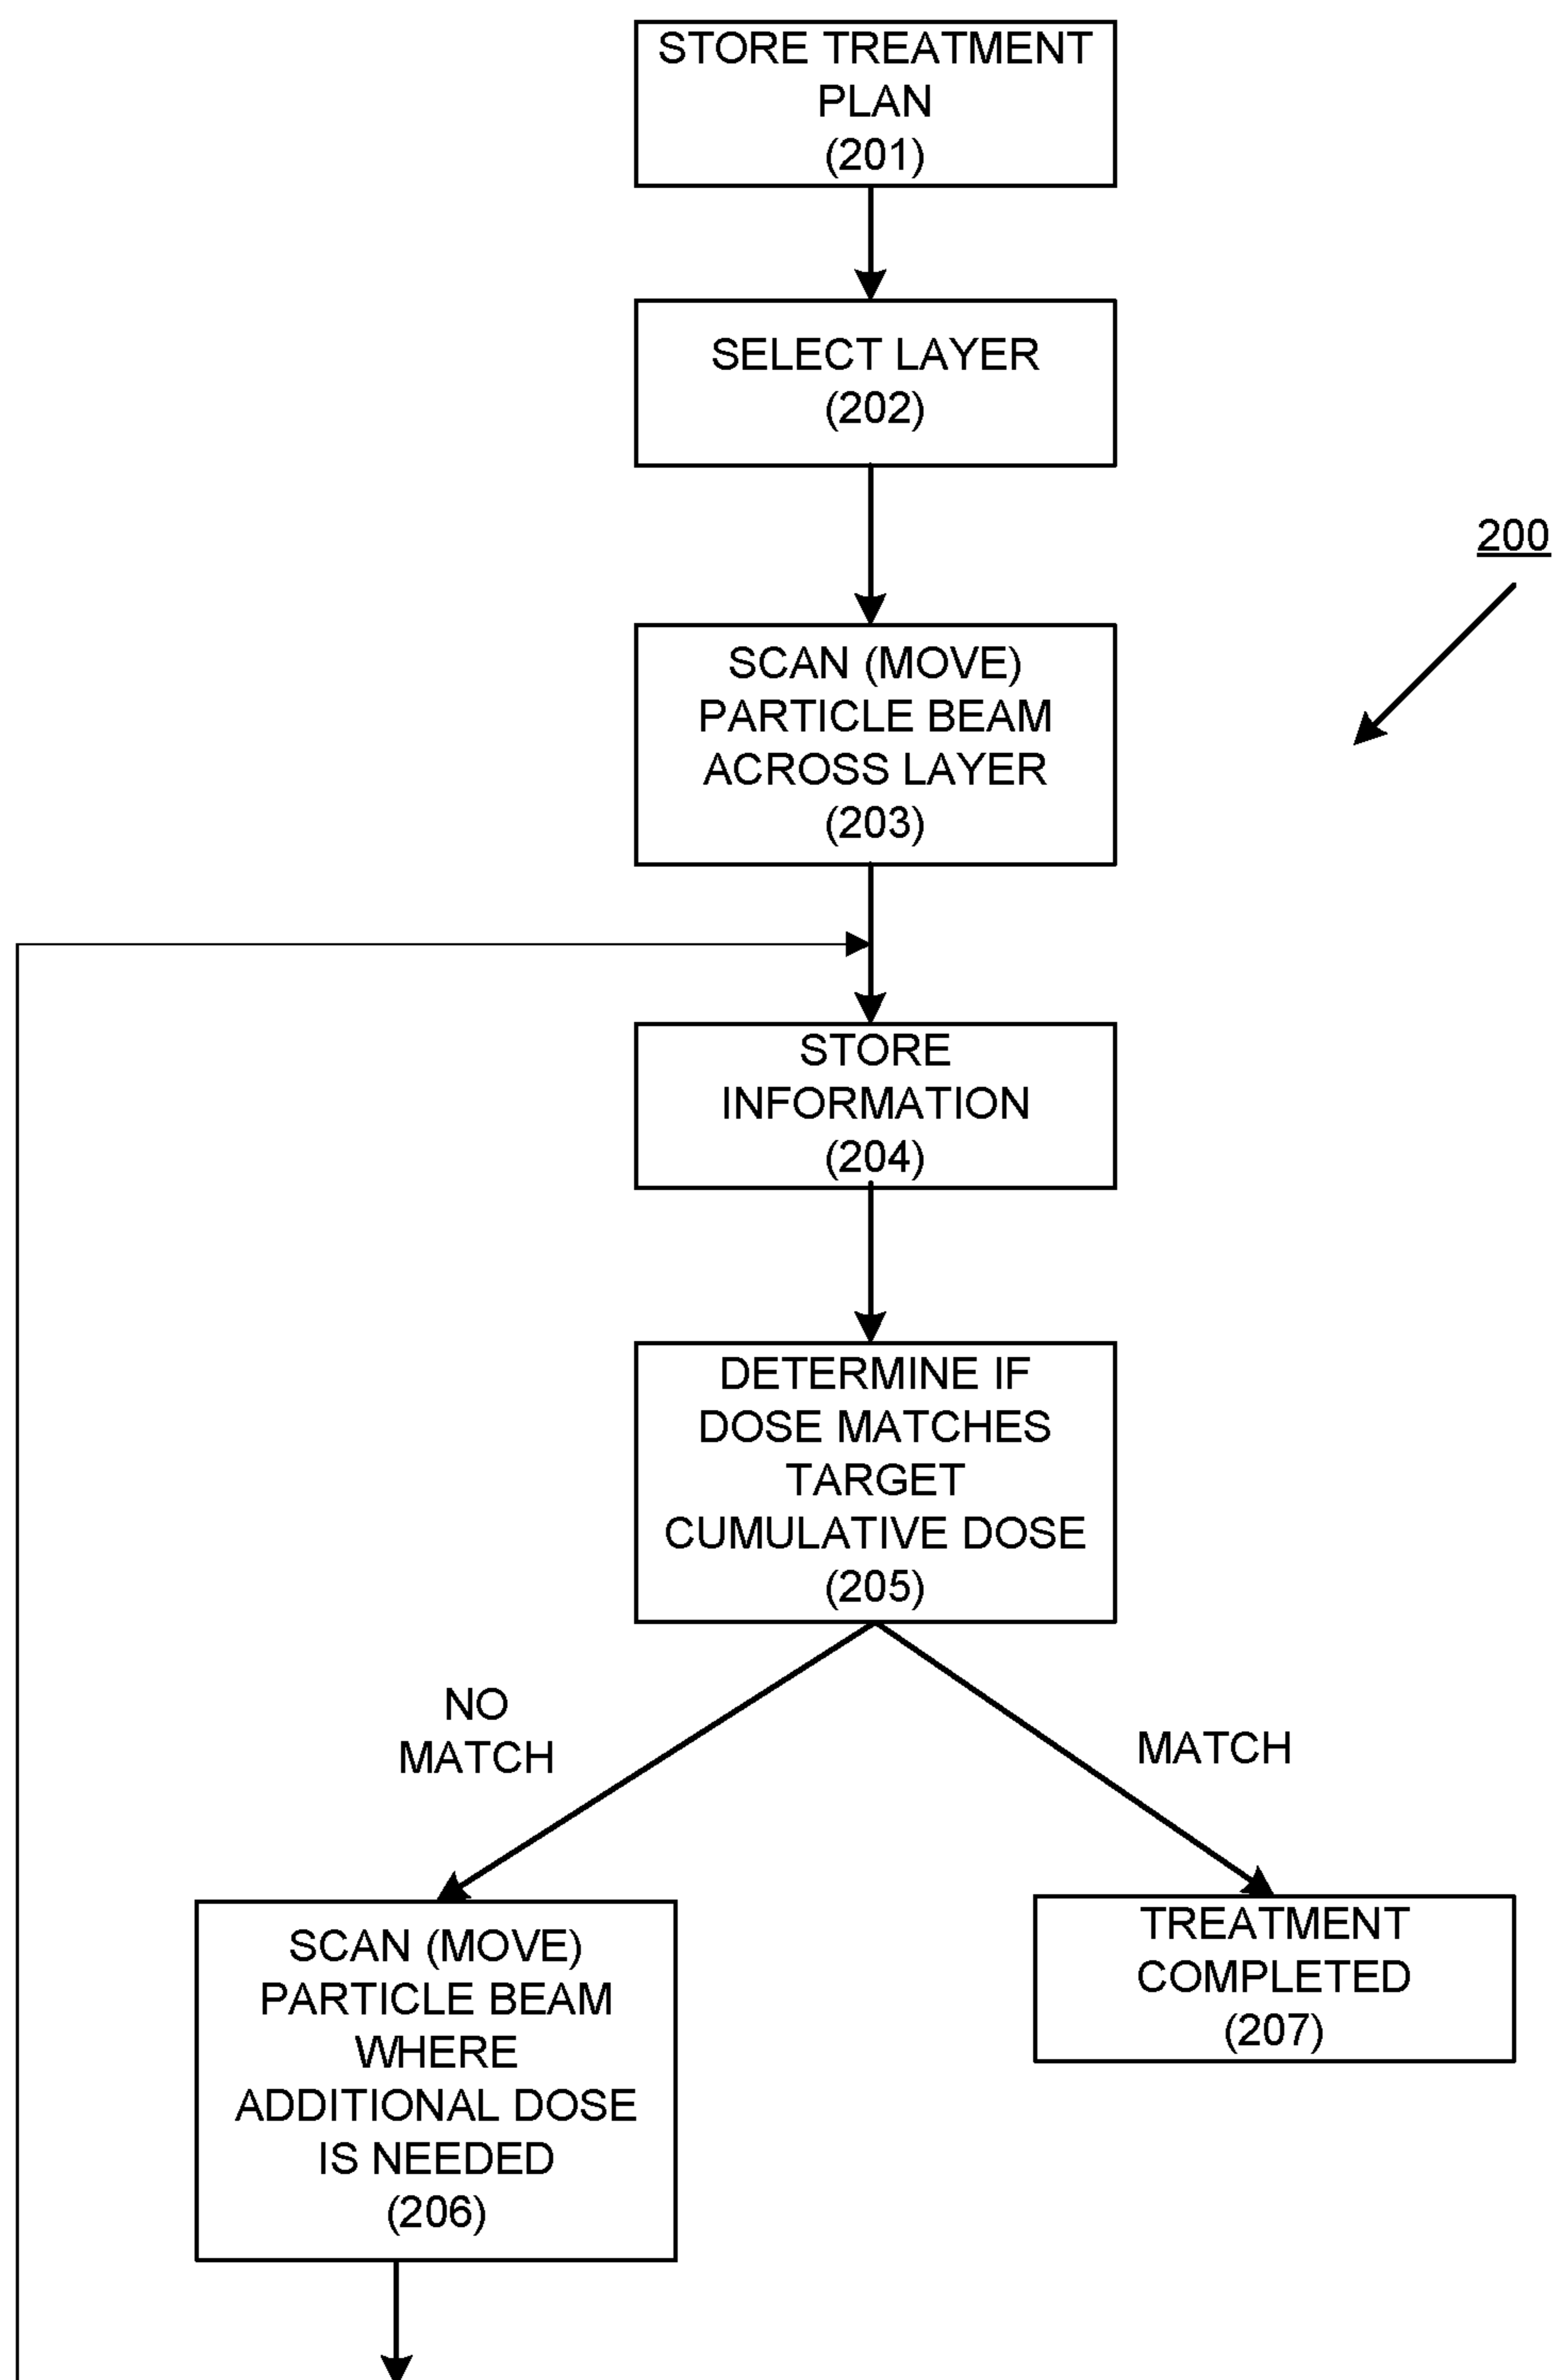 STORE TREATMENT
PLAN
(201)
SELECT LAYER
(202)
200
SCAN (MOVE)
PARTICLE BEAM
ACROSS LAYER
(203)
STORE
INFORMATION
(204)
DETERMINE IF
DOSE MATCHES
TARGET
CUMULATIVE DOSE
(205)
NO
MATCH
MATCH
SCAN (MOVE)
PARTICLE BEAM
WHERE
ADDITIONAL DOSE
IS NEEDED
(206)
TREATMENT
COMPLETED
(207)